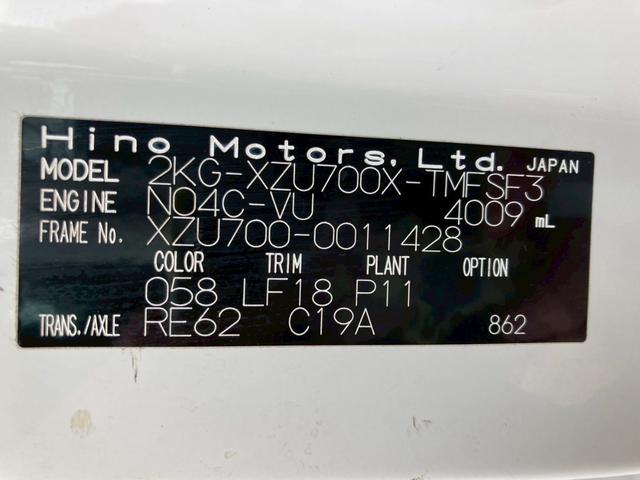 Hino Motors, Ltd. JAPAN
MODEL 2KG-XZU700X-TMFSF3
ENGINE N04C-VU 4009 mL
FRAME No. XZU700-0011428
COLOR TRIM PLANT OPTION
058 LF18 P11
TRANS./AXLE RE62 C19A 862